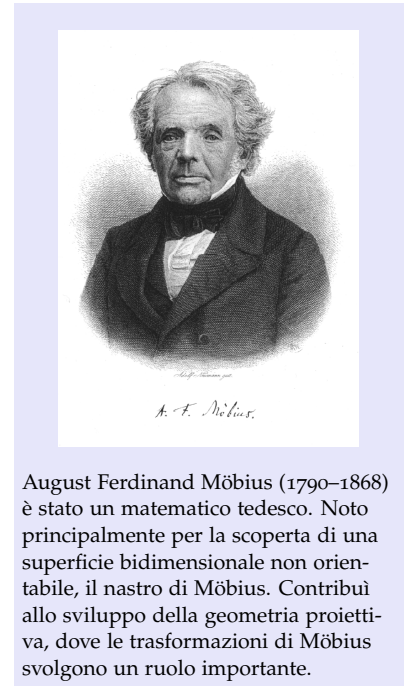 A. F. Möbius.
August Ferdinand Möbius (1790–1868)
è stato un matematico tedesco. Noto
principalmente per la scoperta di una
superficie bidimensionale non orien-
tabile, il nastro di Möbius. Contribuì
allo sviluppo della geometria proietti-
va, dove le trasformazioni di Möbius
svolgono un ruolo importante.